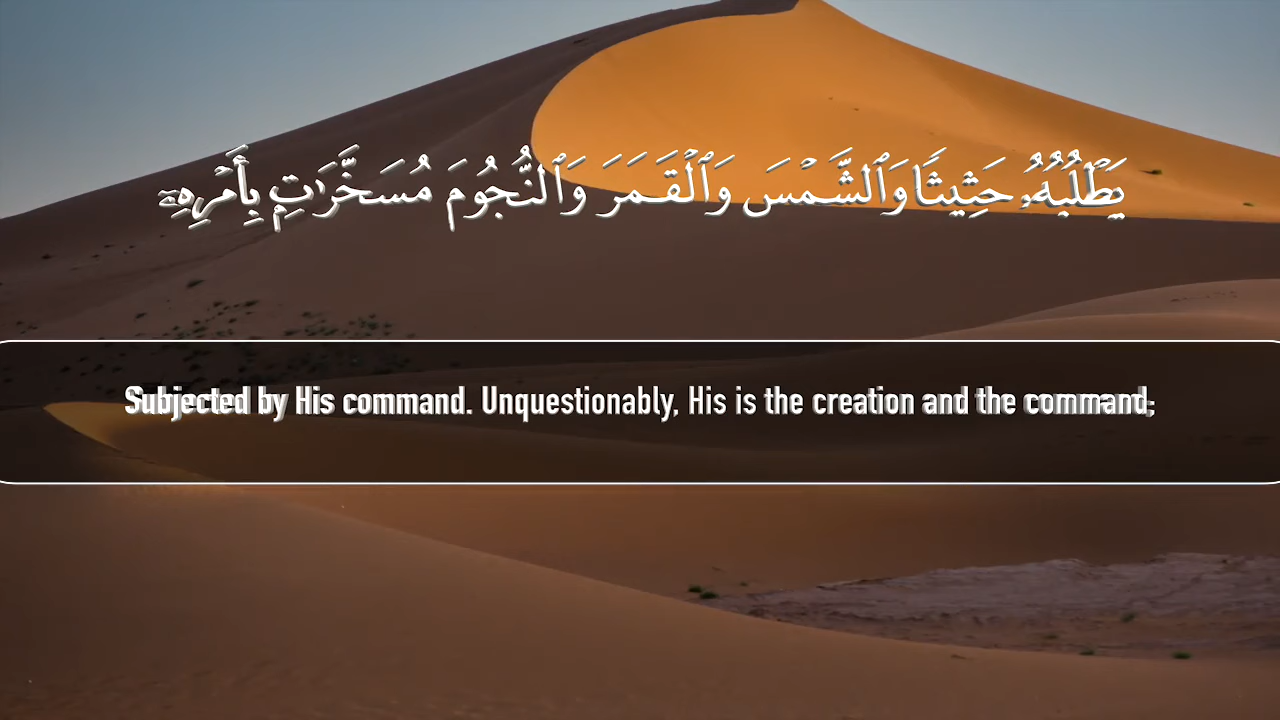 يَطْلُبُهُۥ حَثِيثًا وَٱلشَّمْسَ وَٱلْقَمَرَ وَٱلنُّجُومَ مُسَخَّرَٰتٍۭ بِأَمْرِهِۦٓ
Subjected by His command. Unquestionably, His is the creation and the command;